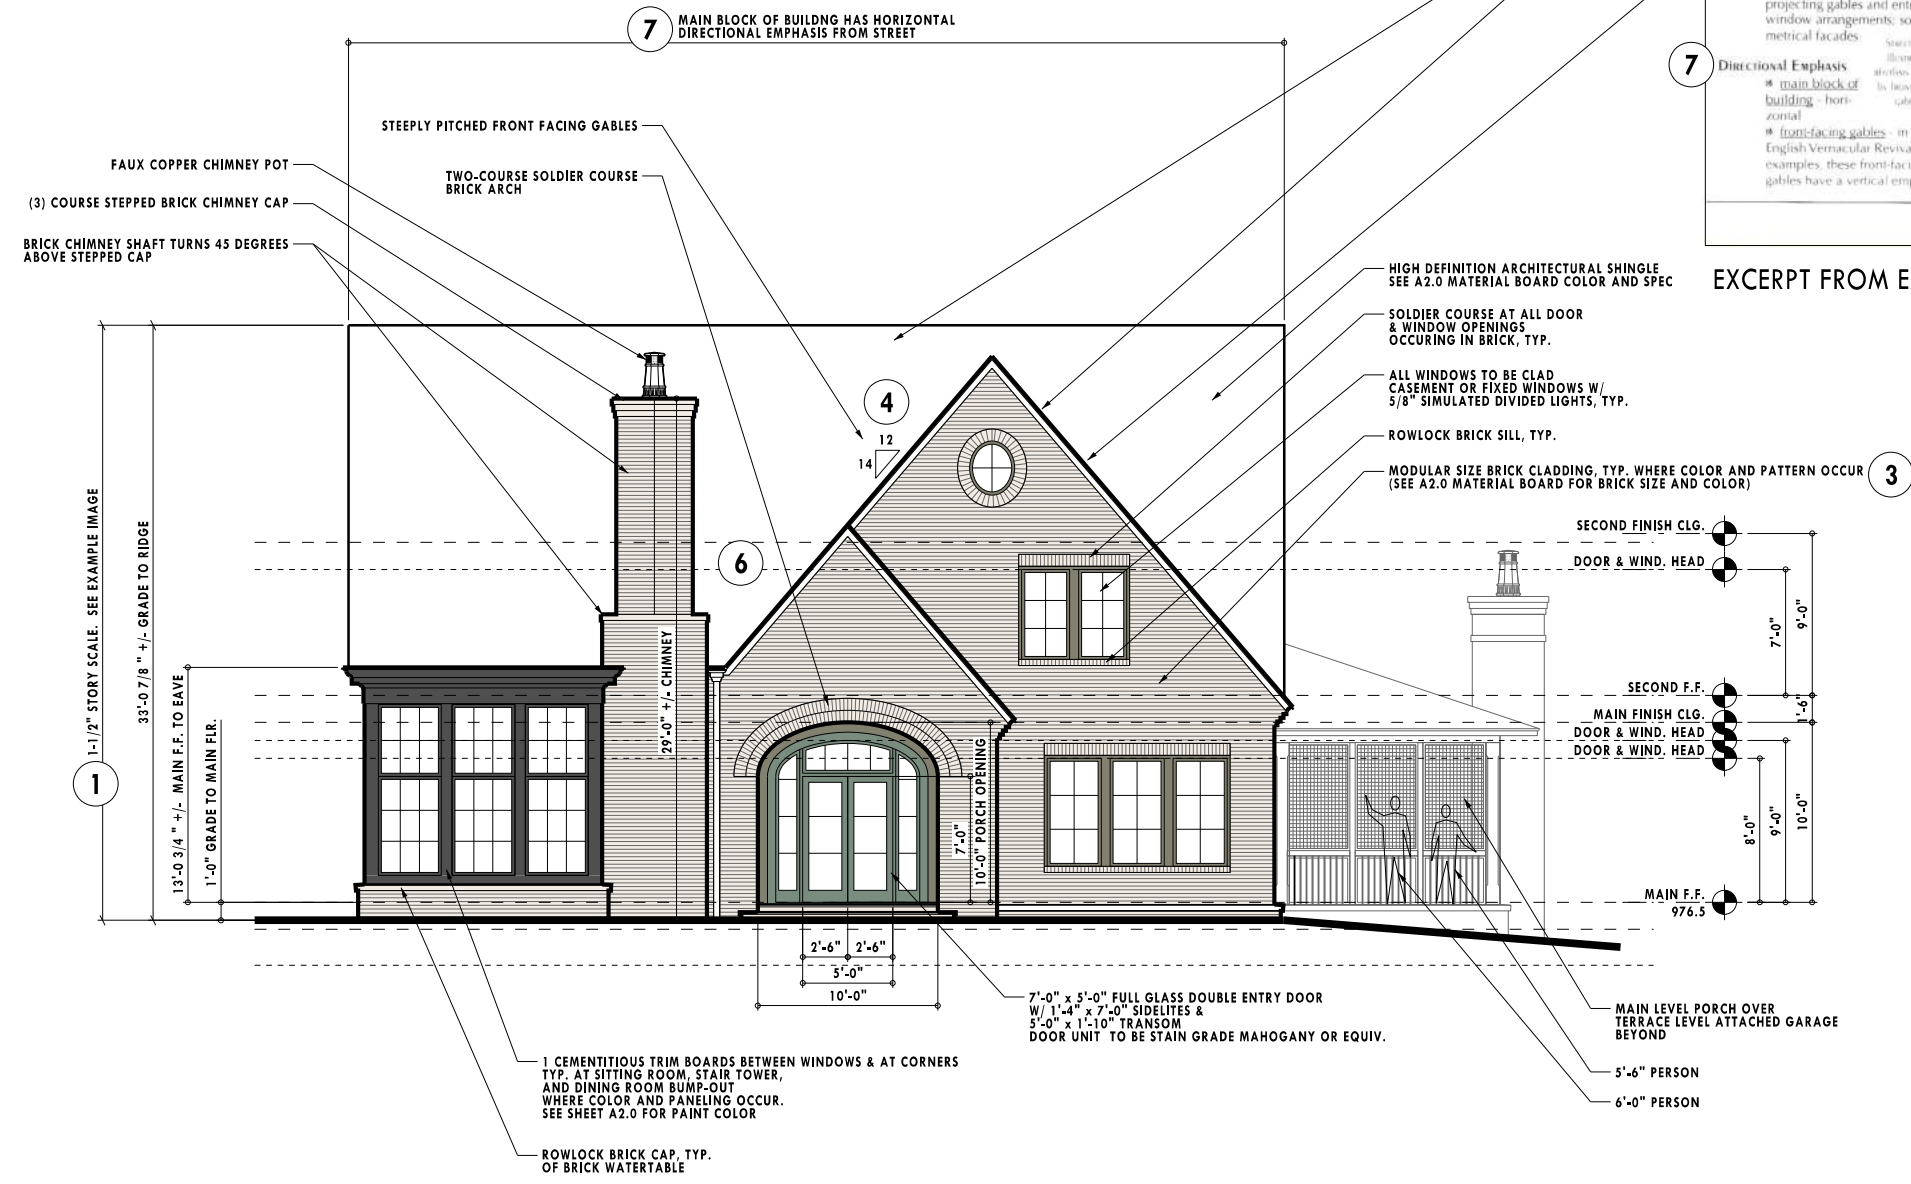 7
MAIN BLOCK OF BUILDNG HAS HORIZONTAL
DIRECTIONAL EMPHASIS FROM STREET
projecting gables and
window arrangements;
metrical facades
7
Directional Emphasis
main block of
building - hori-
zontal
front-facing gables - in
English Vernacular
examples, these
gables have a vertical
EXCERPT FROM
STEEPLY PITCHED FRONT FACING GABLES
FAUX COPPER CHIMNEY POT
TWO-COURSE SOLDIER COURSE
BRICK ARCH
(3) COURSE STEPPED BRICK CHIMNEY CAP
BRICK CHIMNEY SHAFT TURNS 45 DEGREES
ABOVE STEPPED CAP
HIGH DEFINITION ARCHITECTURAL SHINGLE
SEE A2.0 MATERIAL BOARD COLOR AND SPEC
SOLDIER COURSE AT ALL DOOR
& WINDOW OPENINGS
OCCURING IN BRICK, TYP.
ALL WINDOWS TO BE CLAD
CASEMENT OR FIXED WINDOWS W/
5/8" SIMULATED DIVIDED LIGHTS, TYP.
ROWLOCK BRICK SILL, TYP.
MODULAR SIZE BRICK CLADDING, TYP. WHERE COLOR AND PATTERN OCCUR
(SEE A2.0 MATERIAL BOARD FOR BRICK SIZE AND COLOR)
3
4
12
14
6
1
1-1/2" STORY SCALE. SEE EXAMPLE IMAGE
33'-0 7/8 " +/- GRADE TO RIDGE
13'-0 3/4 " +/- MAIN F.F. TO EAVE
1'-0" GRADE TO MAIN FLR.
29'-0" +/- CHIMNEY
7'-0"
10'-0" PORCH OPENING
SECOND FINISH CLG.
DOOR & WIND. HEAD
SECOND F.F.
MAIN FINISH CLG.
DOOR & WIND. HEAD
DOOR & WIND. HEAD
MAIN F.F.
976.5
7'-0"
9'-0"
1'-6"
8'-0"
9'-0"
10'-0"
2'-6"
2'-6"
5'-0"
10'-0"
7'-0" x 5'-0" FULL GLASS DOUBLE ENTRY DOOR
W/ 1'-4" x 7'-0" SIDELITES &
5'-0" x 1'-10" TRANSOM
DOOR UNIT TO BE STAIN GRADE MAHOGANY OR EQUIV.
MAIN LEVEL PORCH OVER
TERRACE LEVEL ATTACHED GARAGE
BEYOND
5'-6" PERSON
6'-0" PERSON
1 CEMENTITIOUS TRIM BOARDS BETWEEN WINDOWS & AT CORNERS
TYP. AT SITTING ROOM, STAIR TOWER,
AND DINING ROOM BUMP-OUT
WHERE COLOR AND PANELING OCCUR.
SEE SHEET A2.0 FOR PAINT COLOR
ROWLOCK BRICK CAP, TYP.
OF BRICK WATERTABLE